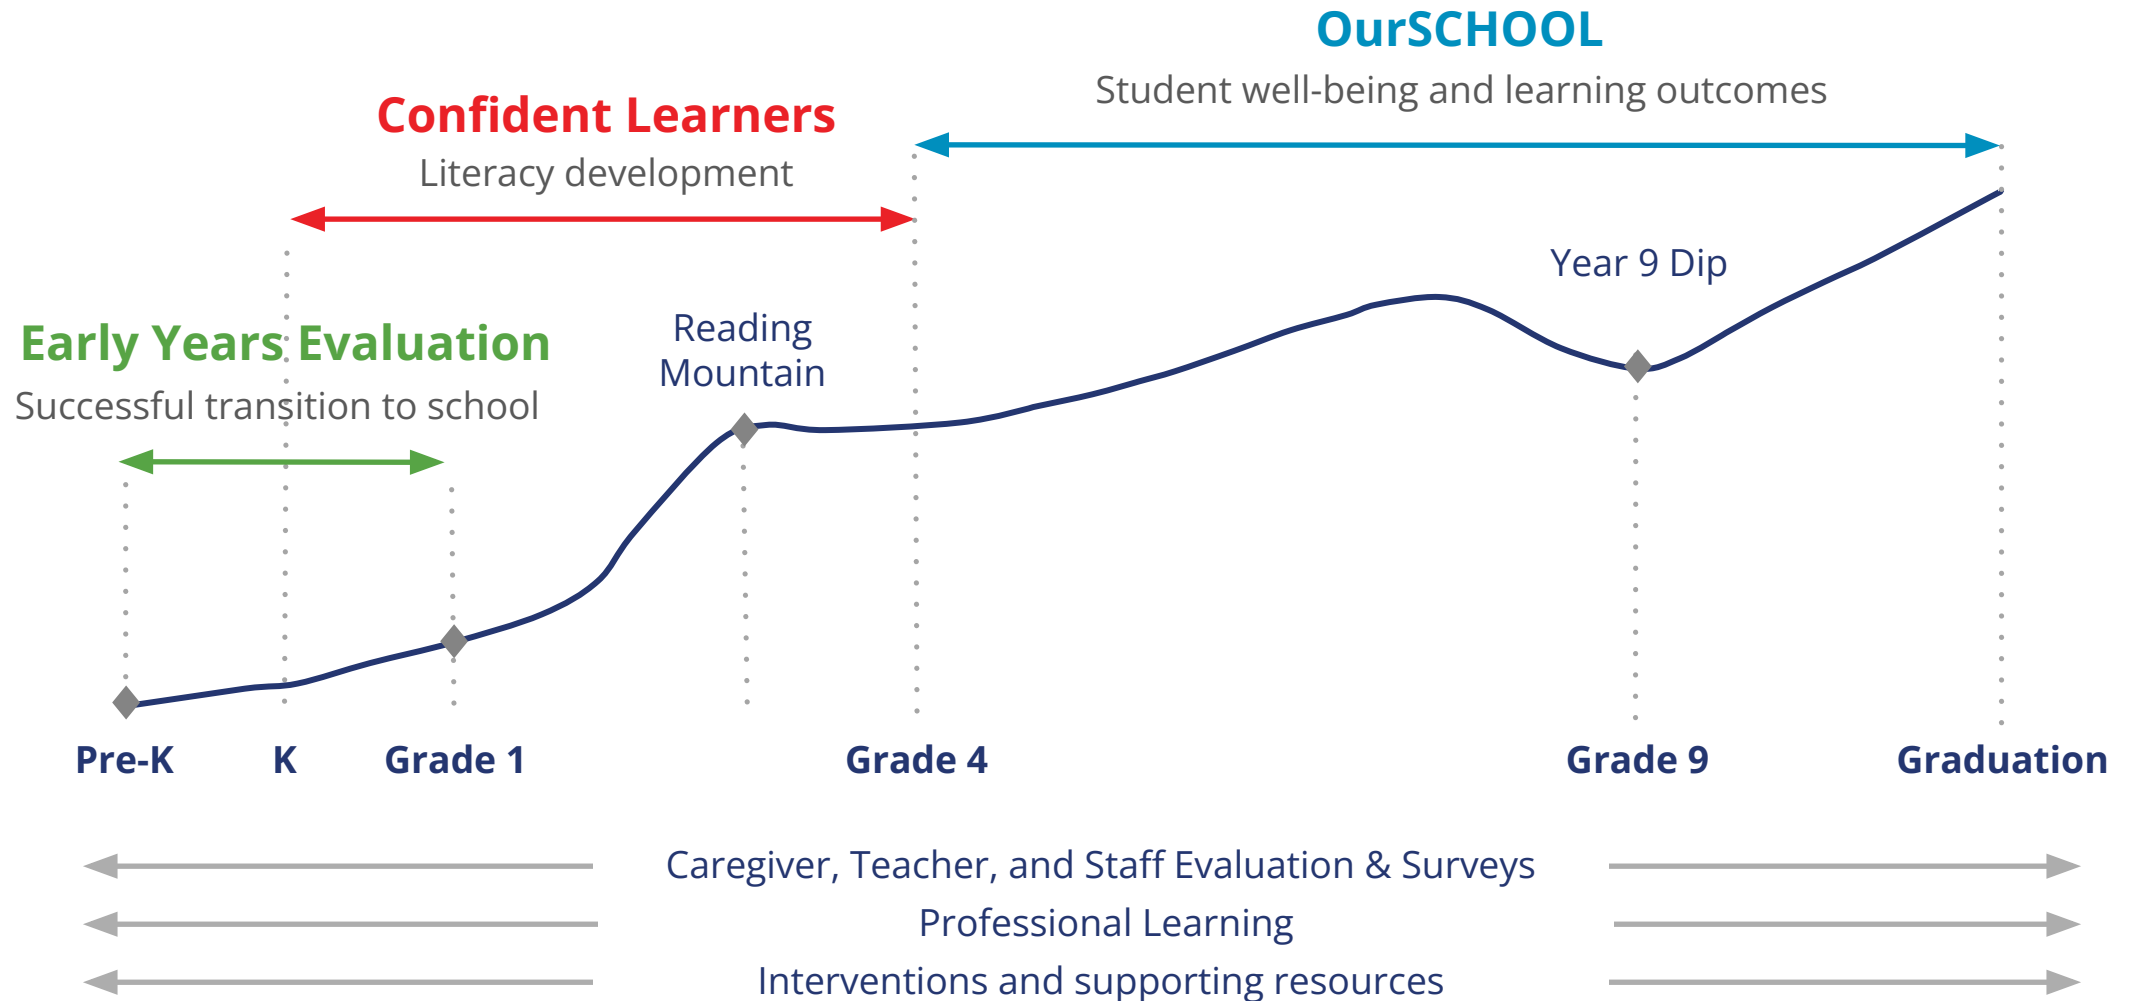 OurSCHOOL
Student well-being and learning outcomes
Confident Learners
Literacy development
Year 9 Dip
Reading
Mountain
Early Years Evaluation
Successful transition to school
Pre-K
K
Grade 1
Grade 4
Grade 9
Graduation
Caregiver, Teacher, and Staff Evaluation & Surveys
Professional Learning
Interventions and supporting resources